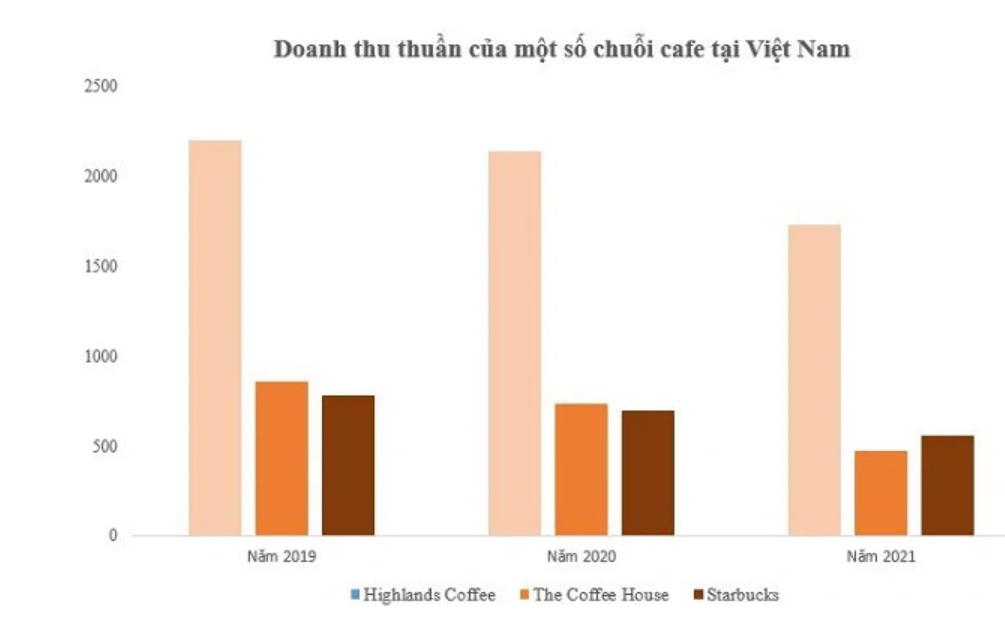 Doanh thu thuần của một số chuỗi cafe tại Việt Nam
2500
2000
1500
1000
500
0
Năm 2019 Năm 2020 Năm 2021
Highlands Coffee The Coffee House Starbucks